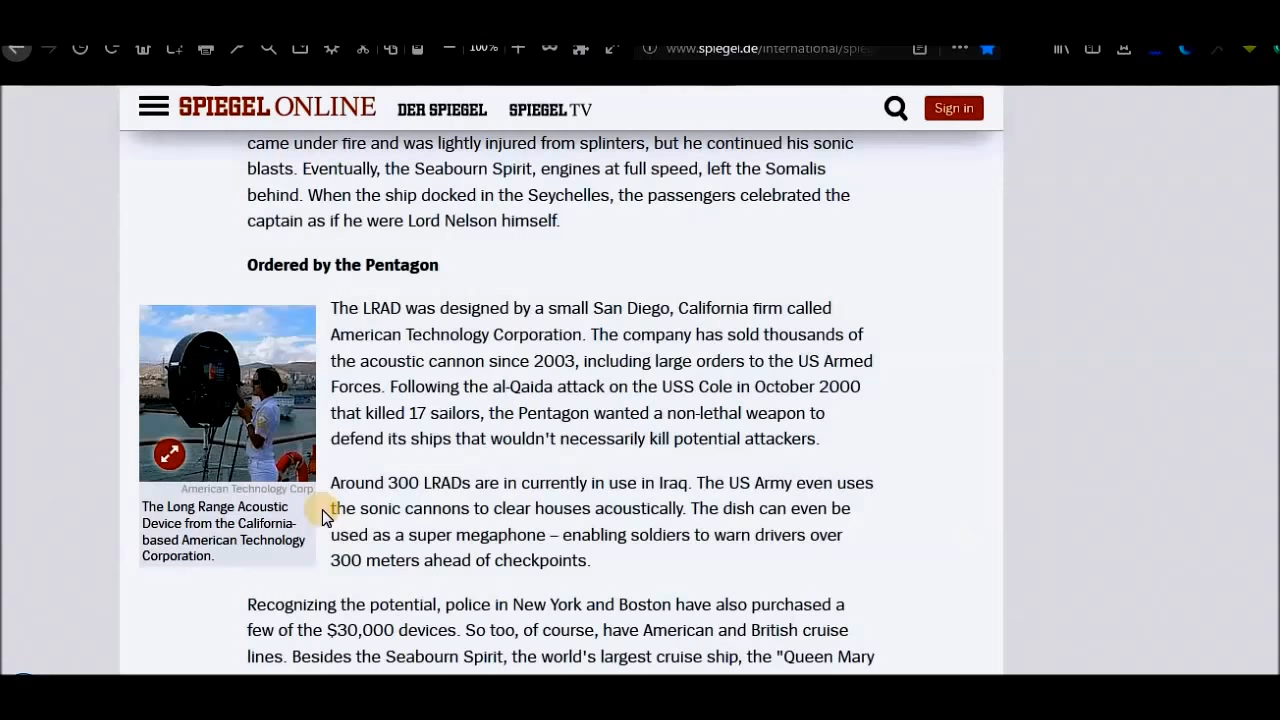 100%
www.spiegel.de/international/spie
SPIEGEL ONLINE
DER SPIEGEL
SPIEGEL TV
Sign in
came under fire and was lightly injured from splinters, but he continued his sonic
blasts. Eventually, the Seabourn Spirit, engines at full speed, left the Somalis
behind. When the ship docked in the Seychelles, the passengers celebrated the
captain as if he were Lord Nelson himself.
Ordered by the Pentagon
The LRAD was designed by a small San Diego, California firm called
American Technology Corporation. The company has sold thousands of
the acoustic cannon since 2003, including large orders to the US Armed
Forces. Following the al-Qaida attack on the USS Cole in October 2000
that killed 17 sailors, the Pentagon wanted a non-lethal weapon to
defend its ships that wouldn't necessarily kill potential attackers.
American Technology Corp.
The Long Range Acoustic
Device from the California-
based American Technology
Corporation.
Around 300 LRADs are in currently in use in Iraq. The US Army even uses
the sonic cannons to clear houses acoustically. The dish can even be
used as a super megaphone – enabling soldiers to warn drivers over
300 meters ahead of checkpoints.
Recognizing the potential, police in New York and Boston have also purchased a
few of the $30,000 devices. So too, of course, have American and British cruise
lines. Besides the Seabourn Spirit, the world's largest cruise ship, the "Queen Mary